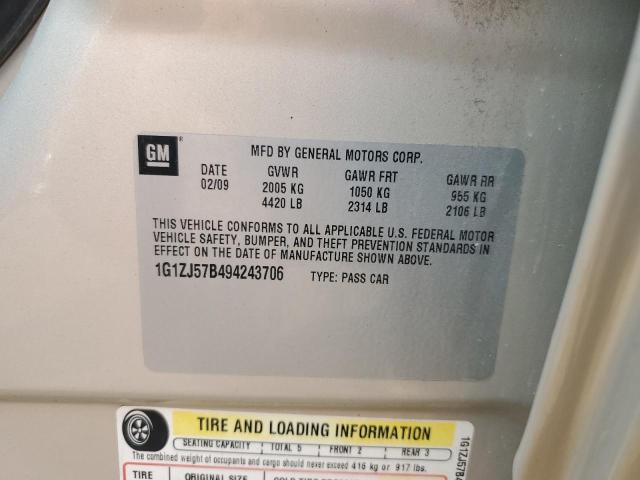 GM ®
MFD BY GENERAL MOTORS CORP.
DATE GVWR GAWR FRT GAWR RR
02/09 2005 KG 1050 KG 955 KG
4420 LB 2314 LB 2106 LB
THIS VEHICLE CONFORMS TO ALL APPLICABLE U.S. FEDERAL MOTOR
VEHICLE SAFETY, BUMPER, AND THEFT PREVENTION STANDARDS IN
EFFECT ON THE DATE OF MANUFACTURE SHOWN ABOVE.
1G1ZJ57B494243706 TYPE: PASS CAR
TIRE AND LOADING INFORMATION
SEATING CAPACITY TOTAL 5 FRONT 2 REAR 3
The combined weight of occupants and cargo should never exceed 416 kg or 917 lbs.
TIRE ORIGINAL SIZE
1G1ZJ57B4